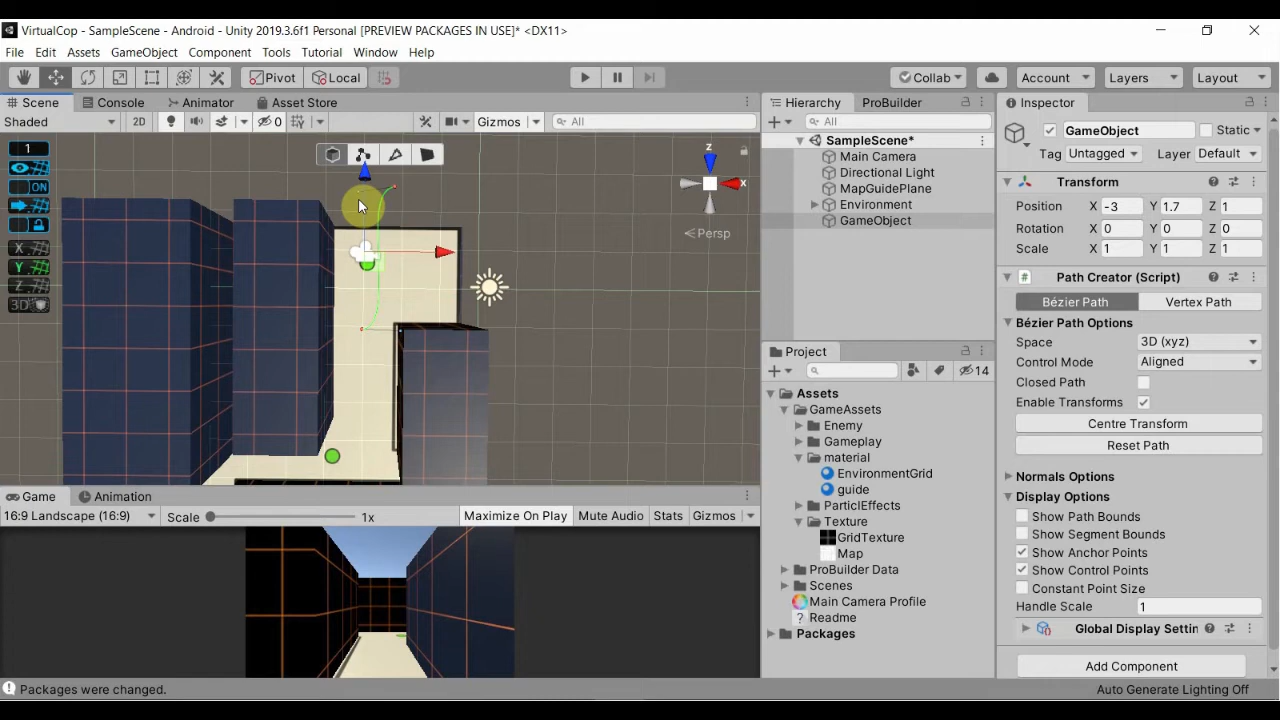 VirtualCop - SampleScene - Android - Unity 2019.3.6f1 Personal [PREVIEW PACKAGES IN USE]* <DX11>
File Edit Assets GameObject Component Tools Tutorial Window Help
Pivot Local Collab Account Layers Layout
Scene Console Animator Asset Store
Shaded 2D 0 Gizmos All
1
ON
X
Y
Z
3D
z
x
Persp
Game Animation
16:9 Landscape (16:9) Scale 1x Maximize On Play Mute Audio Stats Gizmos
Hierarchy ProBuilder
All
SampleScene*
Main Camera
Directional Light
MapGuidePlane
Environment
GameObject
Project
14
Assets
GameAssets
Enemy
Gameplay
material
EnvironmentGrid
guide
ParticlEffects
Texture
GridTexture
Map
ProBuilder Data
Scenes
Main Camera Profile
Readme
Packages
Inspector
GameObject Static
Tag Untagged Layer Default
Transform
Position X -3 Y 1.7 Z 1
Rotation X 0 Y 0 Z 0
Scale X 1 Y 1 Z 1
Path Creator (Script)
Bézier Path Vertex Path
Bézier Path Options
Space 3D (xyz)
Control Mode Aligned
Closed Path
Enable Transforms
Centre Transform
Reset Path
Normals Options
Display Options
Show Path Bounds
Show Segment Bounds
Show Anchor Points
Show Control Points
Constant Point Size
Handle Scale 1
Global Display Settin
Add Component
Packages were changed.
Auto Generate Lighting Off